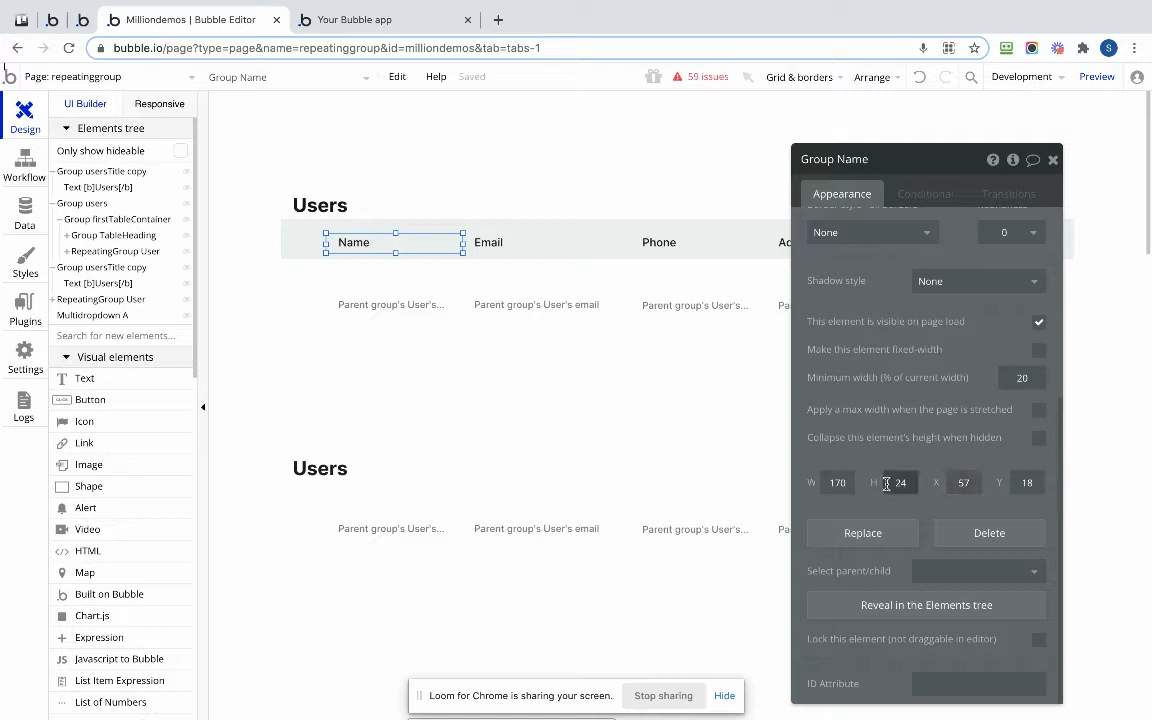 Milliondemos | Bubble Editor
Your Bubble app
bubble.io/page?type=page&name=repeatinggroup&id=milliondemos&tab=tabs-1
S
Page: repeatinggroup
Group Name
Edit
Help
Saved
59 issues
Grid & borders
Arrange
Development
Preview
Design
Workflow
Data
Styles
Plugins
Settings
Logs
UI Builder
Responsive
Elements tree
Only show hideable
Group usersTitle copy
Text [b]Users[/b]
Group users
Group firstTableContainer
Group TableHeading
RepeatingGroup User
Group usersTitle copy
Text [b]Users[/b]
RepeatingGroup User
Multidropdown A
Search for new elements...
Visual elements
Text
CLICK Button
Icon
Link
Image
Shape
Alert
Video
HTML
Map
Built on Bubble
Chart.js
Expression
JS Javascript to Bubble
List Item Expression
List of Numbers
Users
Name
Email
Phone
Parent group's User's...
Parent group's Users email
Parent group's User's...
Users
Parent group's User's...
Parent group's Users email
Parent group's User's...
Group Name
Appearance
Conditional
Transitions
None
0
Shadow style
None
This element is visible on page load
Make this element fixed-width
Minimum width (% of current width)
20
Apply a max width when the page is stretched
Collapse this element's height when hidden
W 170 H 24 X 57 Y 18
Replace
Delete
Select parent/child
Reveal in the Elements tree
Lock this element (not draggable in editor)
ID Attribute
Loom for Chrome is sharing your screen.
Stop sharing
Hide